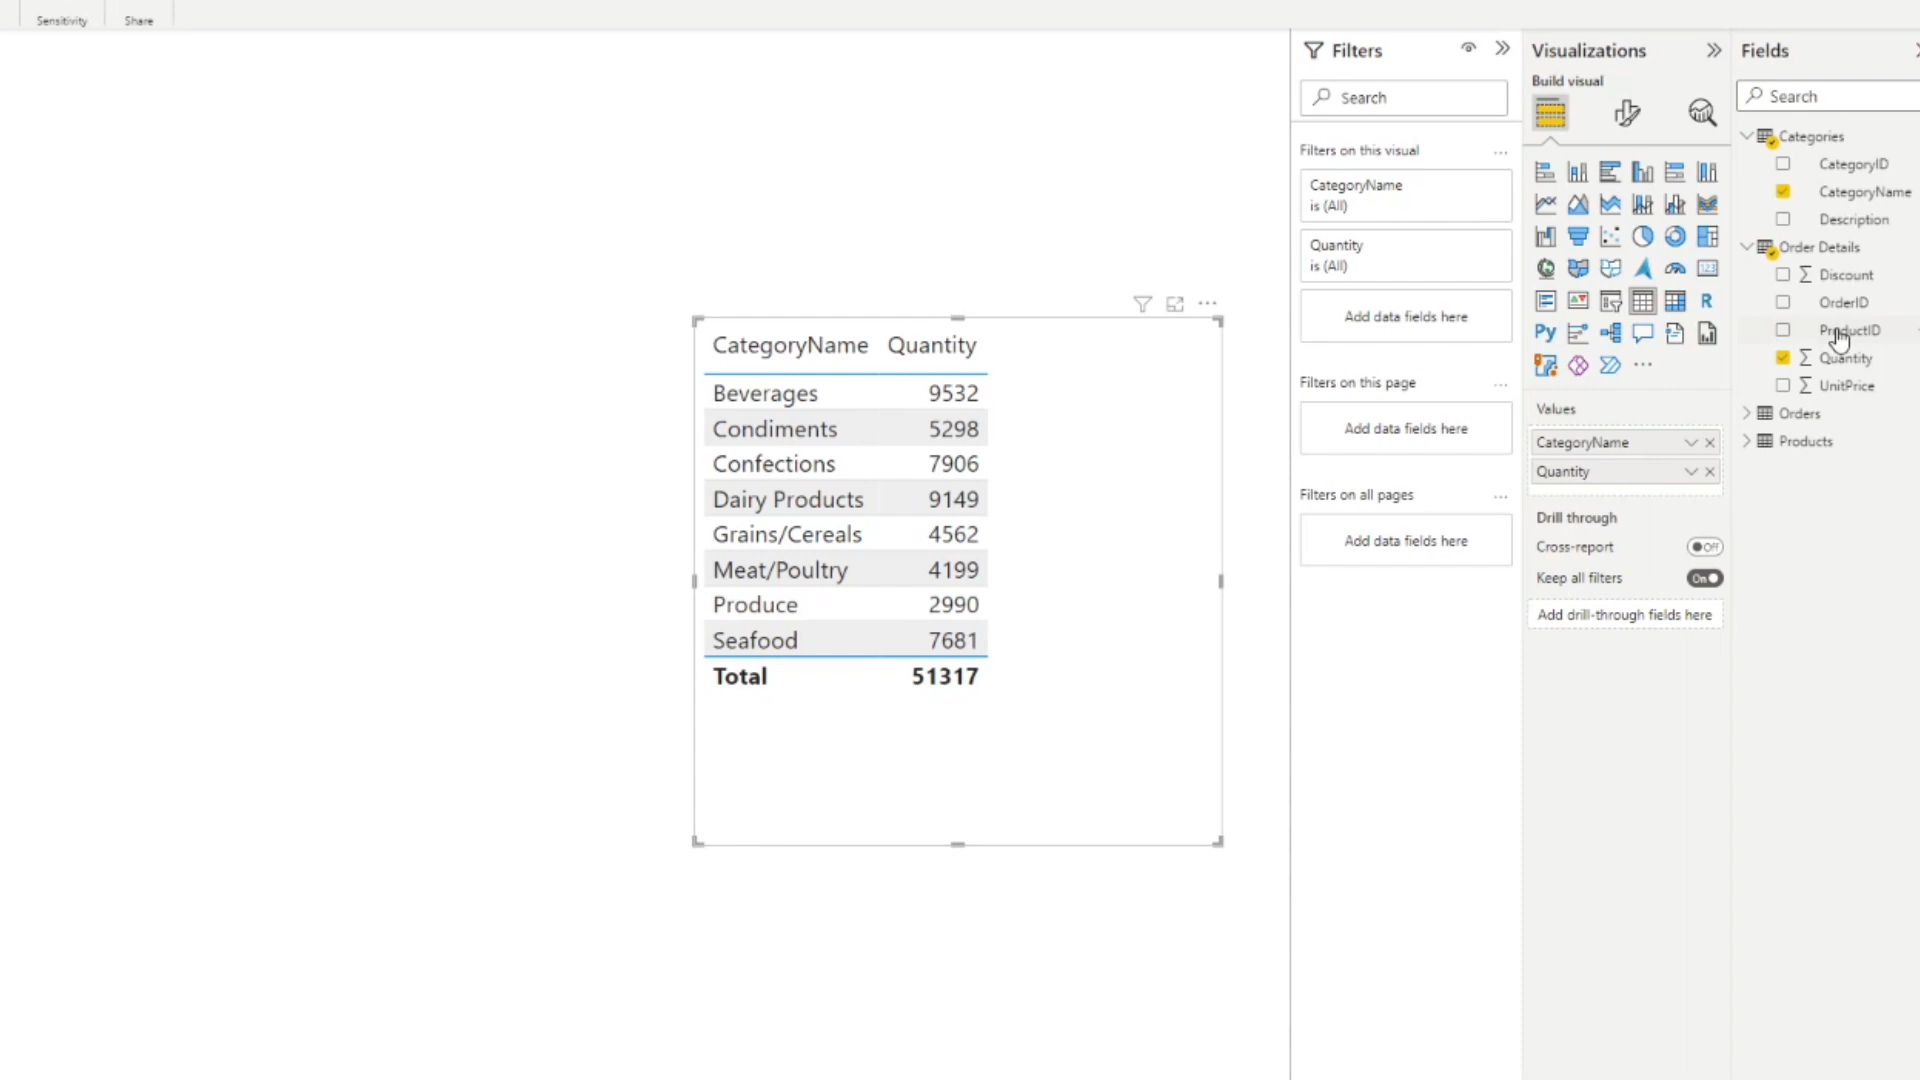 Sensitivity
Share
CategoryName Quantity
Beverages 9532
Condiments 5298
Confections 7906
Dairy Products 9149
Grains/Cereals 4562
Meat/Poultry 4199
Produce 2990
Seafood 7681
Total 51317
Filters
Search
Filters on this visual
CategoryName
is (All)
Quantity
is (All)
Add data fields here
Filters on this page
Add data fields here
Filters on all pages
Add data fields here
Visualizations
Build visual
123
R
Py
Values
CategoryName
Quantity
Drill through
Cross-report Off
Keep all filters On
Add drill-through fields here
Fields
Search
Categories
CategoryID
CategoryName
Description
Order Details
Σ Discount
OrderID
ProductID
Σ Quantity
Σ UnitPrice
Orders
Products